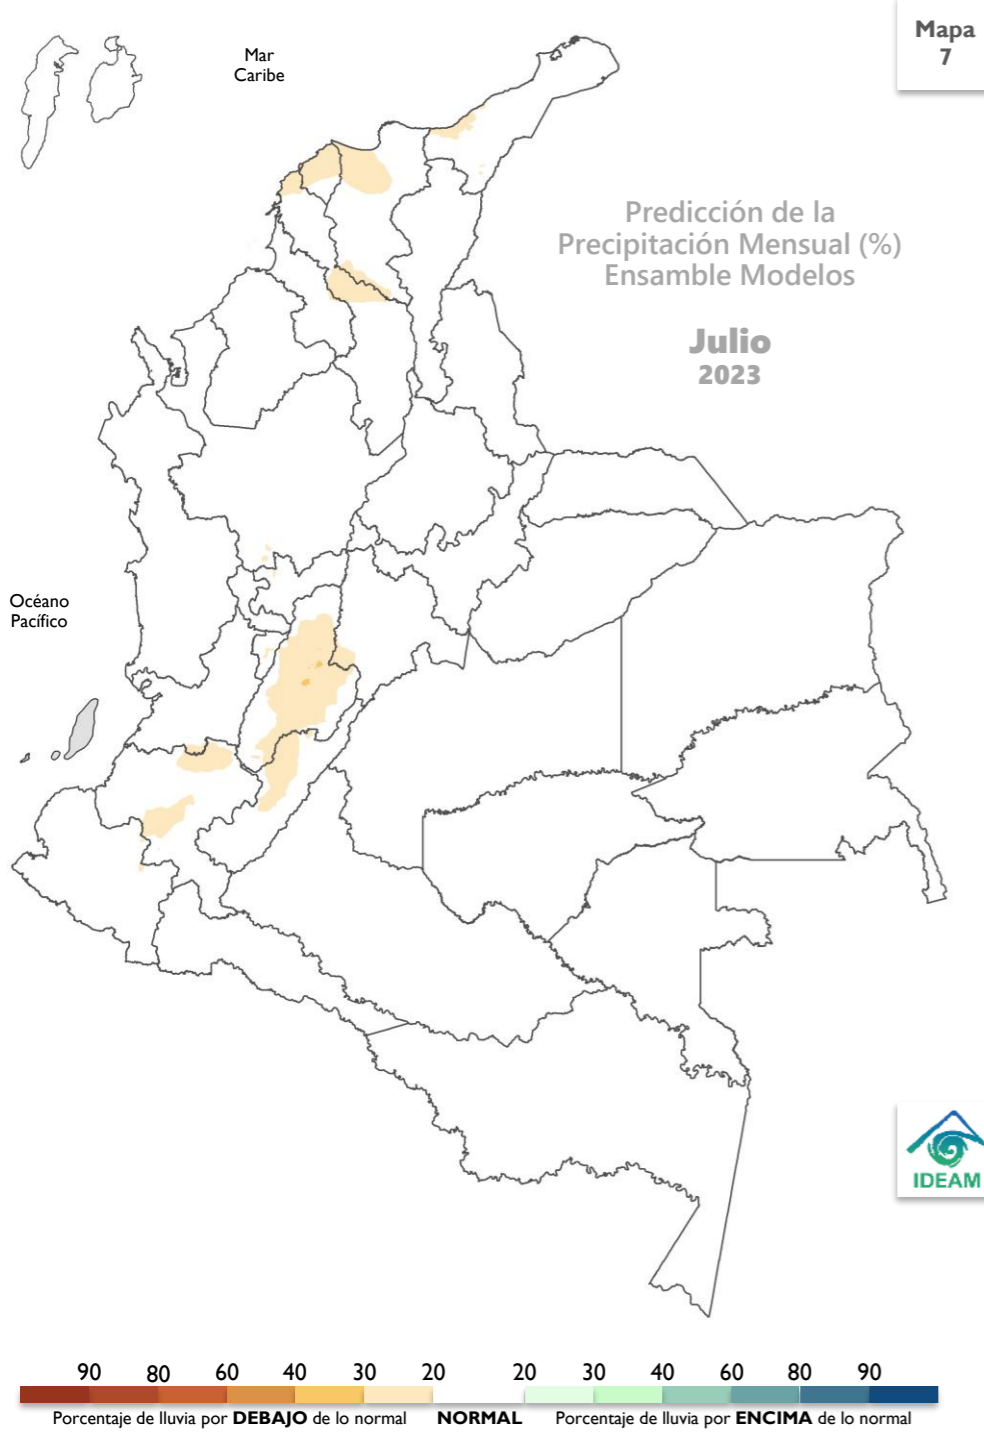 Mapa
7
Mar
Caribe
Predicción de la
Precipitación Mensual (%)
Ensamble Modelos
Julio
2023
Océano
Pacífico
IDEAM
90 80 60 40 30 20 20 30 40 60 80 90
Porcentaje de lluvia por DEBAJO de lo normal NORMAL Porcentaje de lluvia por ENCIMA de lo normal